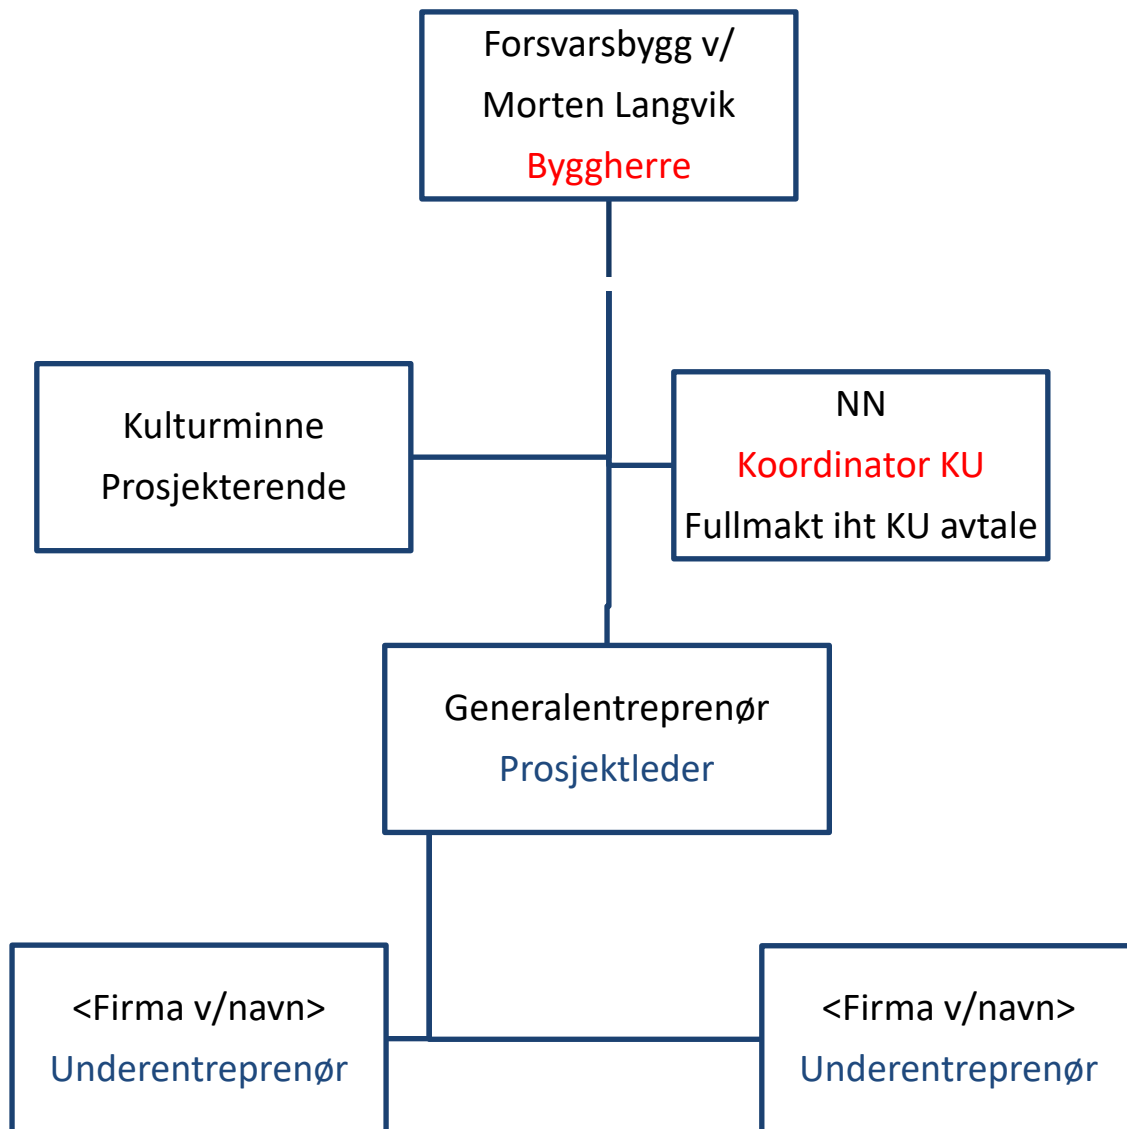 Forsvarsbygg v/
Morten Langvik
Byggherre
Kulturminne
Prosjekterende
NN
Koordinator KU
Fullmakt iht KU avtale
Generalentreprenør
Prosjektleder
<Firma v/navn>
Underentreprenør
<Firma v/navn>
Underentreprenør